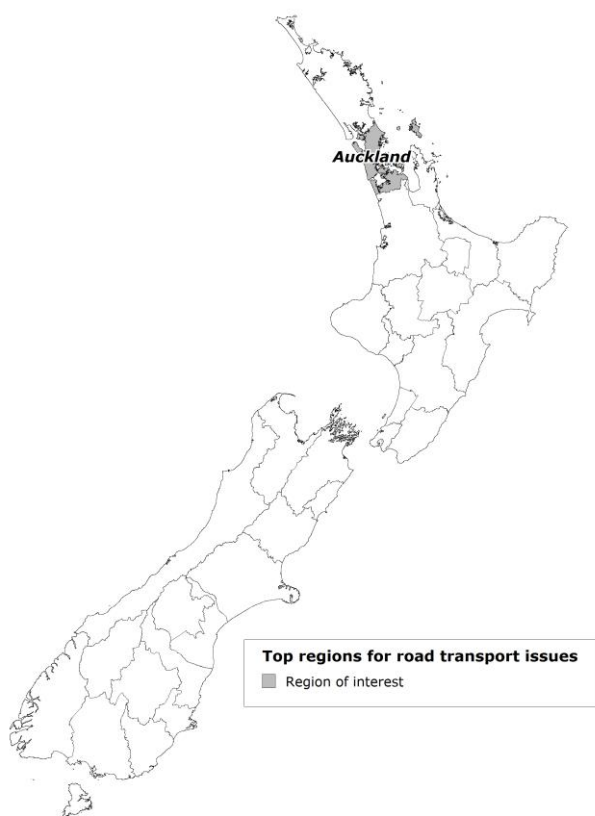 Auckland
Top regions for road transport issues
Region of interest